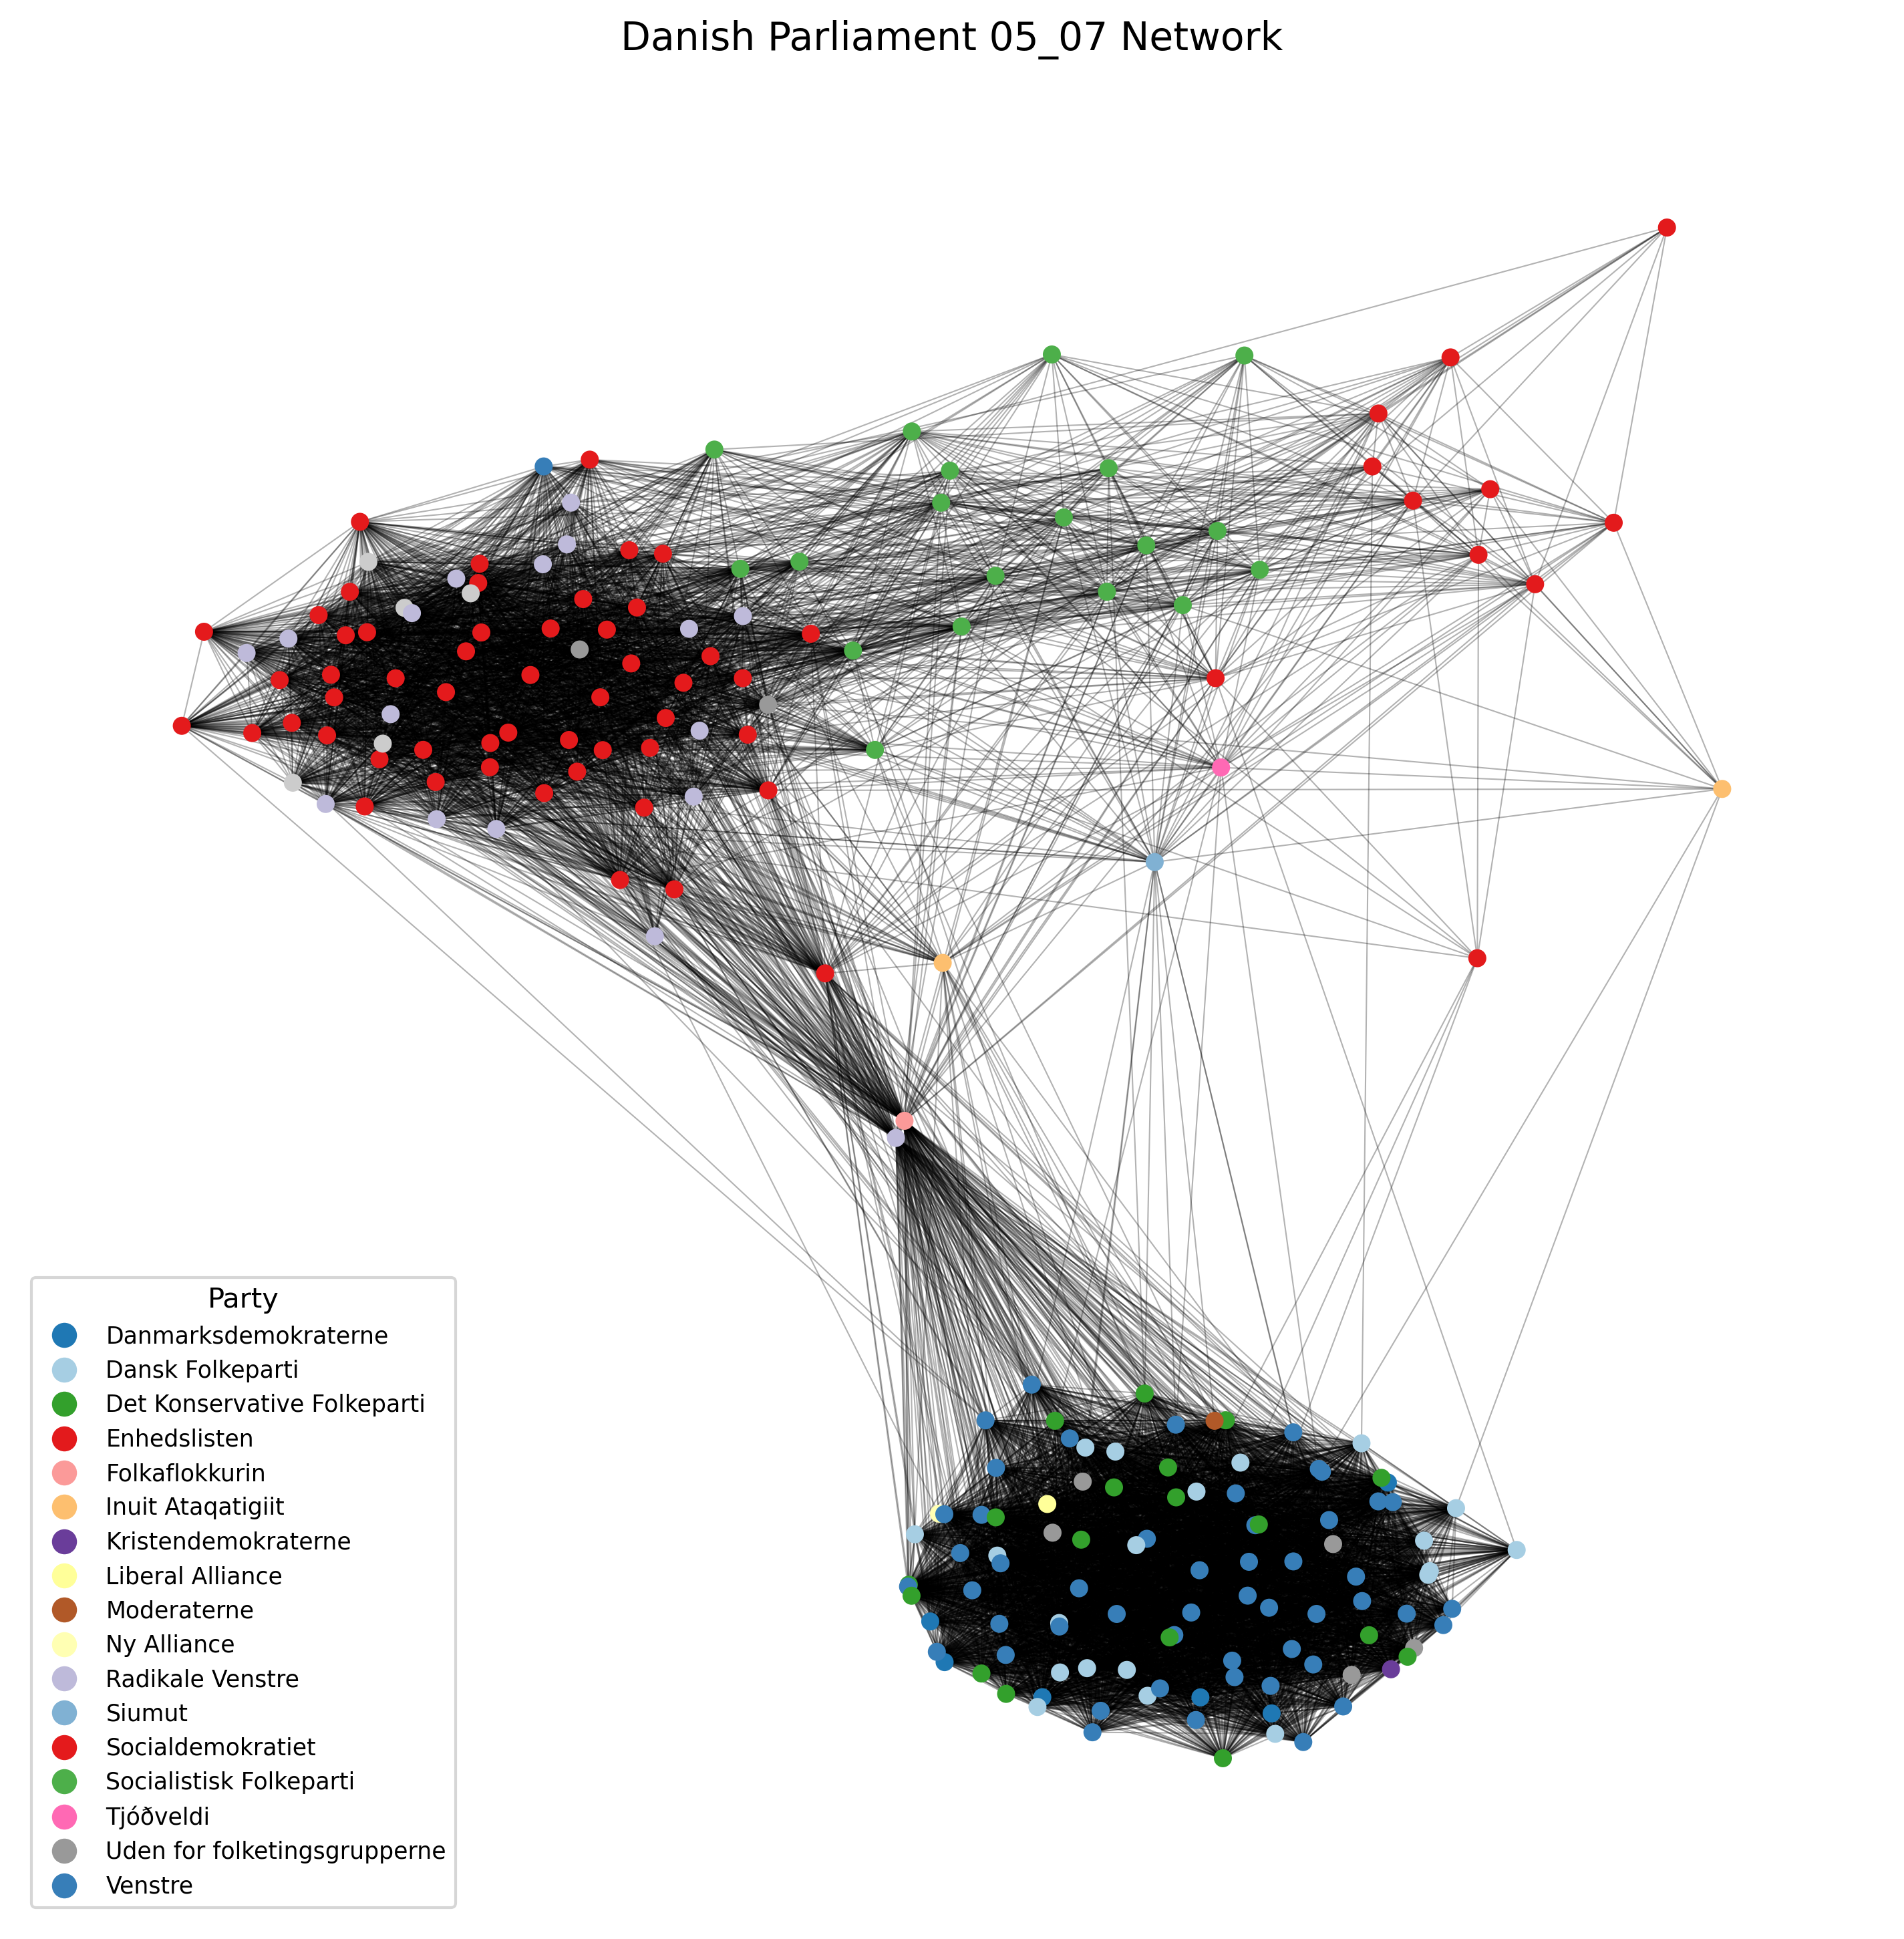 Danish Parliament 05_07 Network
Party
Danmarksdemokraterne
Dansk Folkeparti
Det Konservative Folkeparti
Enhedslisten
Folkaflokkurin
Inuit Ataqatigiit
Kristendemokraterne
Liberal Alliance
Moderaterne
Ny Alliance
Radikale Venstre
Siumut
Socialdemokratiet
Socialistisk Folkeparti
Tjóðveldi
Uden for folketingsgrupperne
Venstre